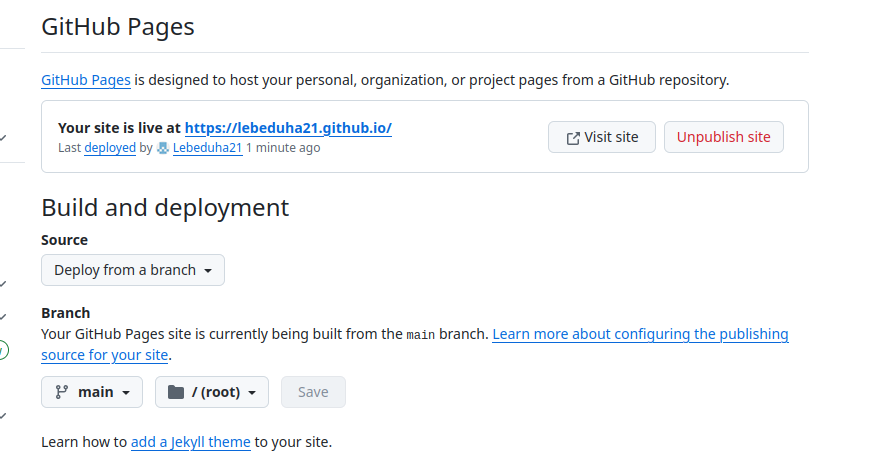 GitHub Pages
GitHub Pages is designed to host your personal, organization, or project pages from a GitHub repository.
Your site is live at https://lebeduha21.github.io/
Last deployed by Lebeduha21 1 minute ago
Visit site
Unpublish site
Build and deployment
Source
Deploy from a branch
Branch
Your GitHub Pages site is currently being built from the main branch. Learn more about configuring the publishing
source for your site.
main
/ (root)
Save
Learn how to add a Jekyll theme to your site.